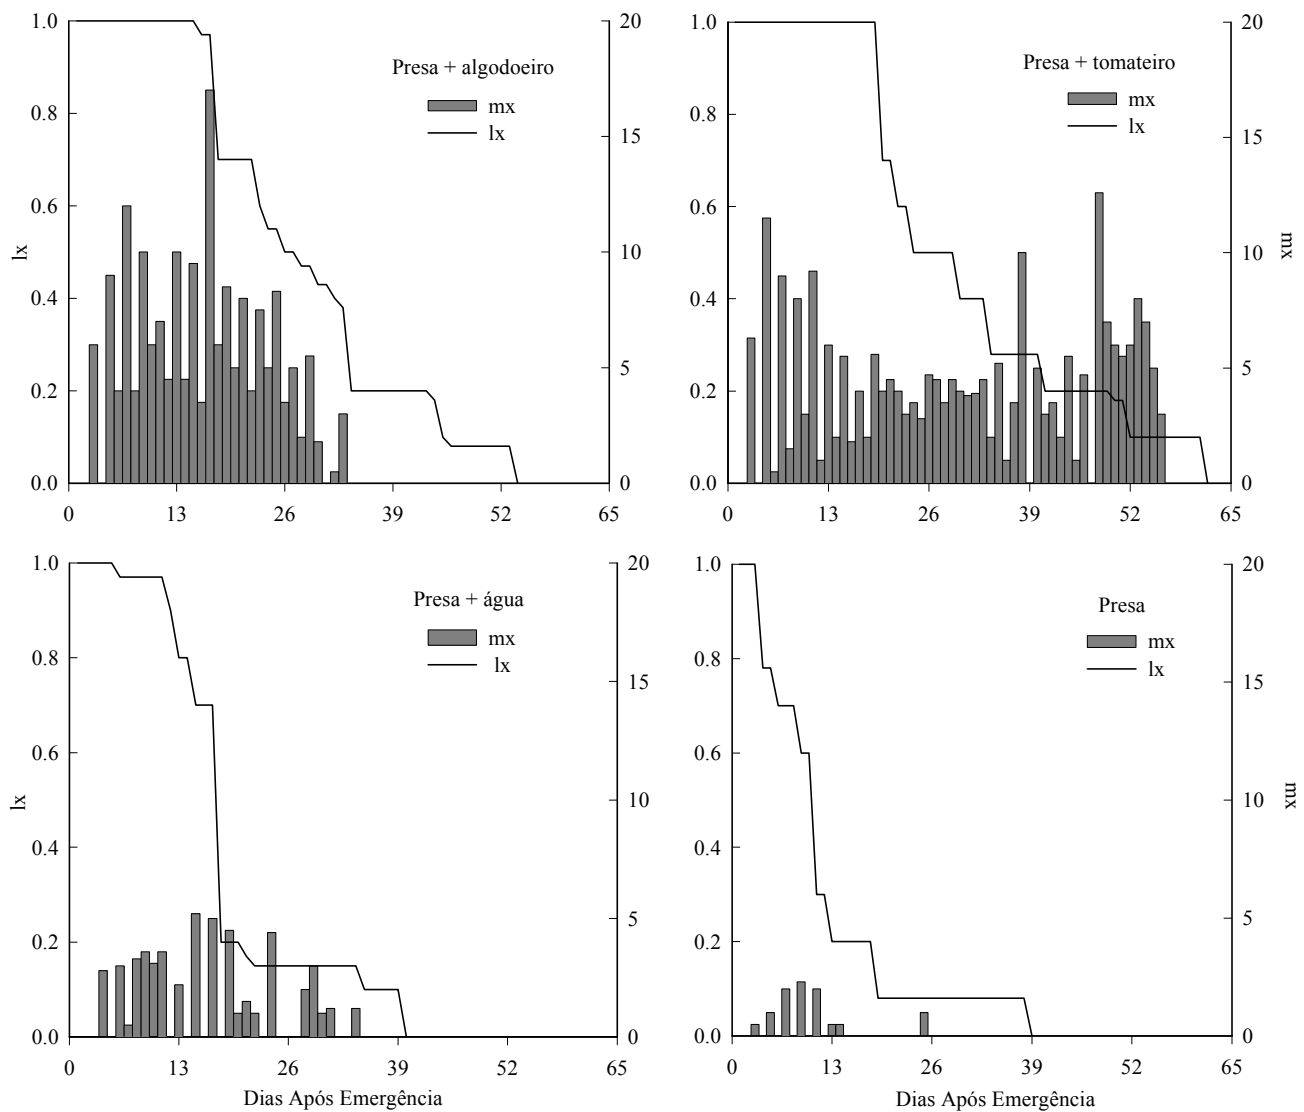 Presa + algodoeiro
mx
lx
1.0
0.8
0.6
0.4
0.2
0.0
lx
20
15
10
5
0
0 13 26 39 52 65
Presa + tomateiro
mx
lx
1.0
0.8
0.6
0.4
0.2
0.0
20
15
10
5
0
mx
0 13 26 39 52 65
Presa + água
mx
lx
1.0
0.8
0.6
0.4
0.2
0.0
lx
20
15
10
5
0
0 13 26 39 52 65
Dias Após Emergência
Presa
mx
lx
1.0
0.8
0.6
0.4
0.2
0.0
20
15
10
5
0
mx
0 13 26 39 52 65
Dias Após Emergência